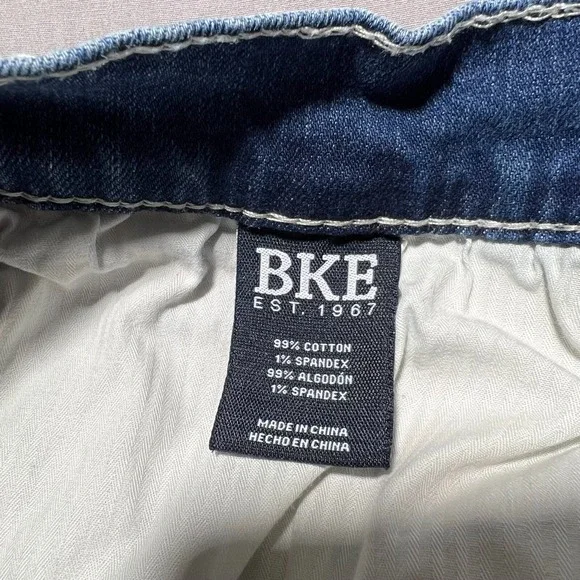 BKE
EST. 1967
99% COTTON
1% SPANDEX
99% ALGODÓN
1% SPANDEX
MADE IN CHINA
HECHO EN CHINA